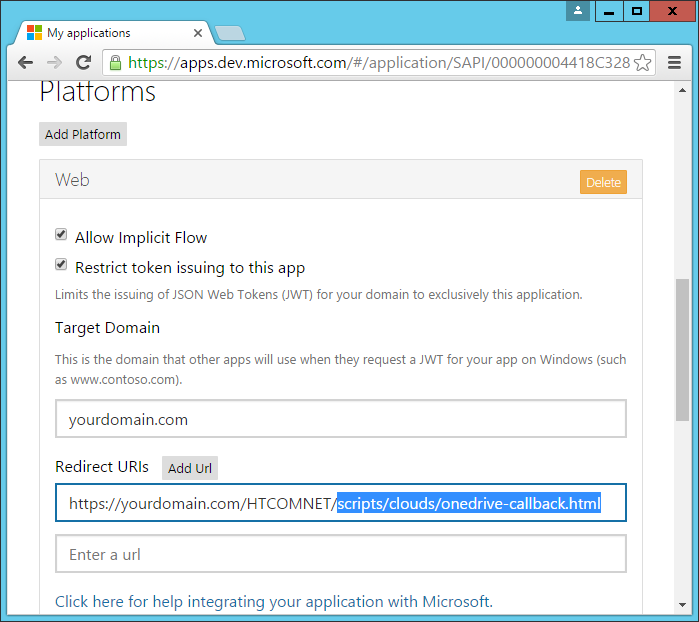 My applications
https://apps.dev.microsoft.com/#/application/SAPI/000000004418C328
Platforms
Add Platform
Web
Delete
Allow Implicit Flow
Restrict token issuing to this app
Limits the issuing of JSON Web Tokens (JWT) for your domain to exclusively this application.
Target Domain
This is the domain that other apps will use when they request a JWT for your app on Windows (such
as www.contoso.com).
yourdomain.com
Redirect URIs Add Url
https://yourdomain.com/HTCOMNET/scripts/clouds/onedrive-callback.html
Enter a url
Click here for help integrating your application with Microsoft.